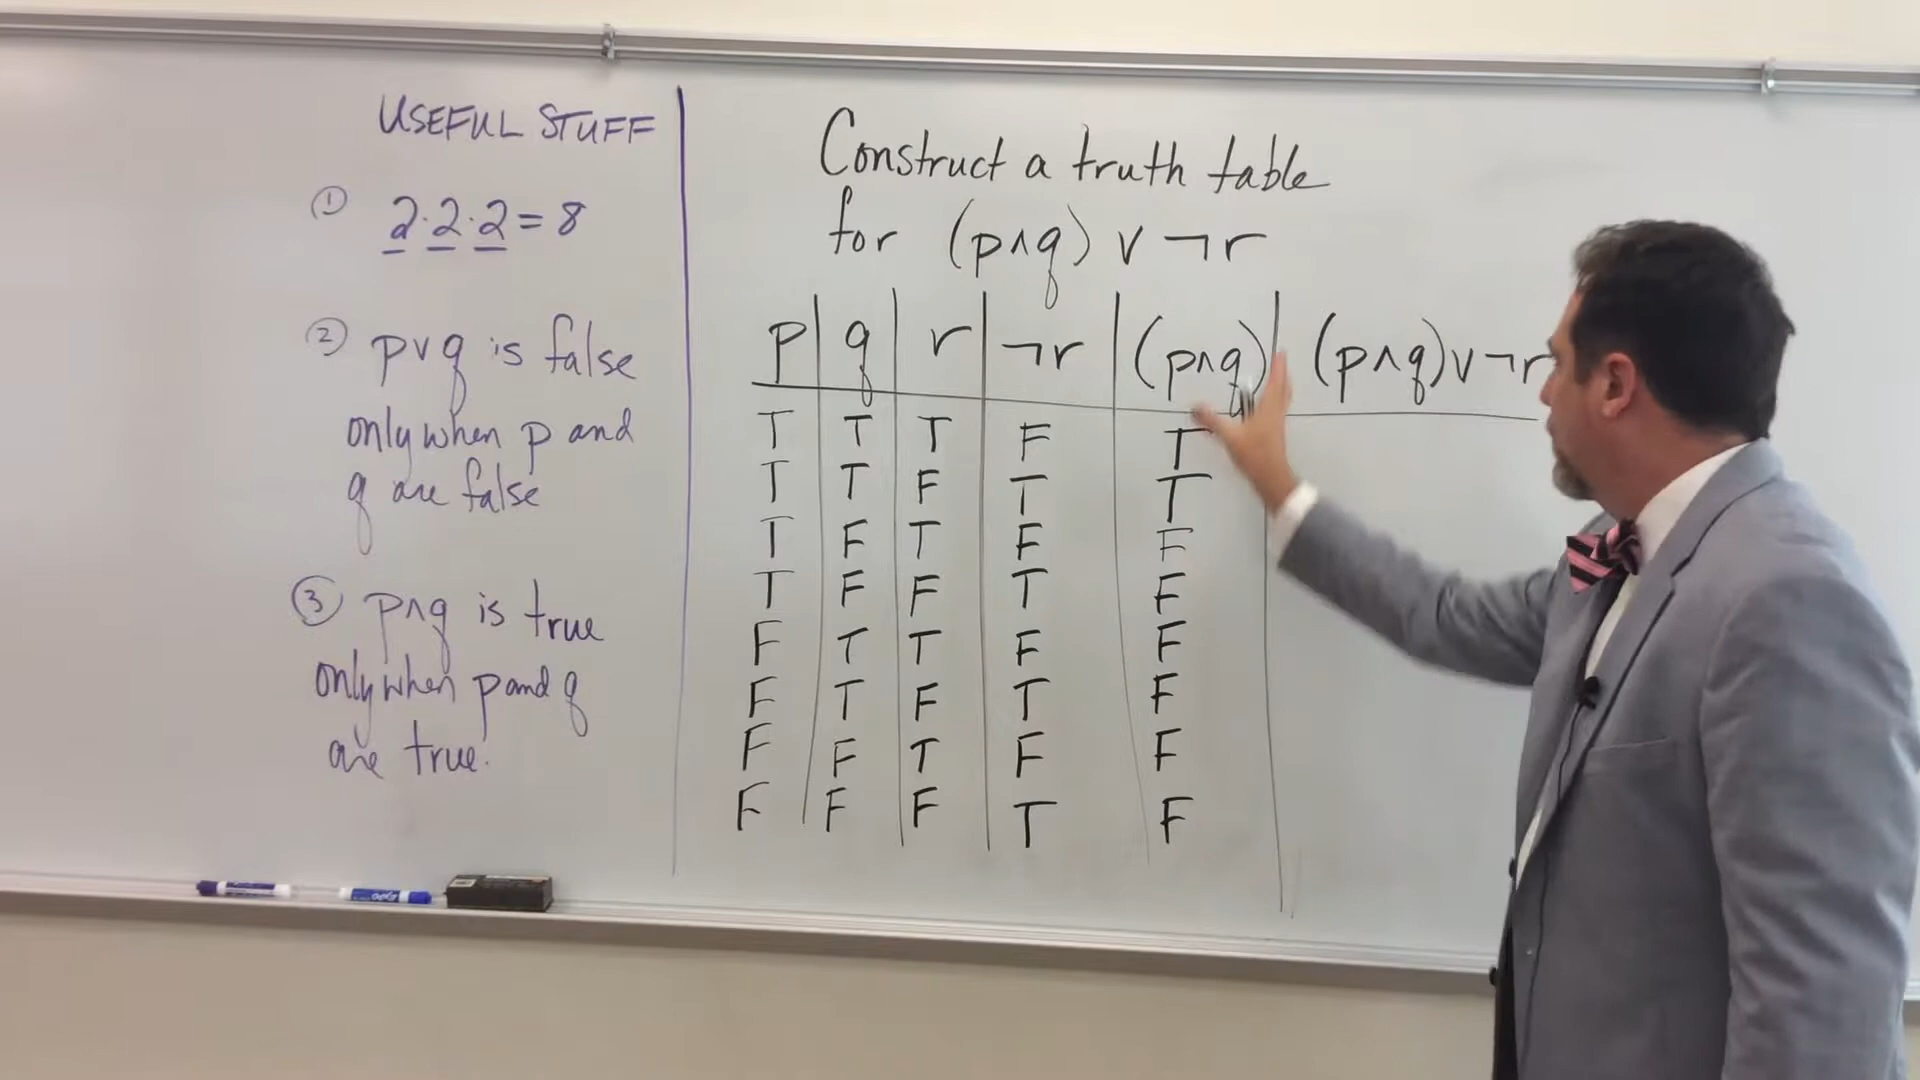 USEFUL STUFF
① 2·2·2 = 8
② p∨q is false
only when p and
q are false
③ p∧q is true
only when p and q
are true.
Construct a truth table
for (p∧q) ∨ ¬r
p q r ¬r (p∧q) (p∧q)∨¬r
T T T F T
T T F T T
T F T F F
T F F T F
F T T F F
F T F T F
F F T F F
F F F T F